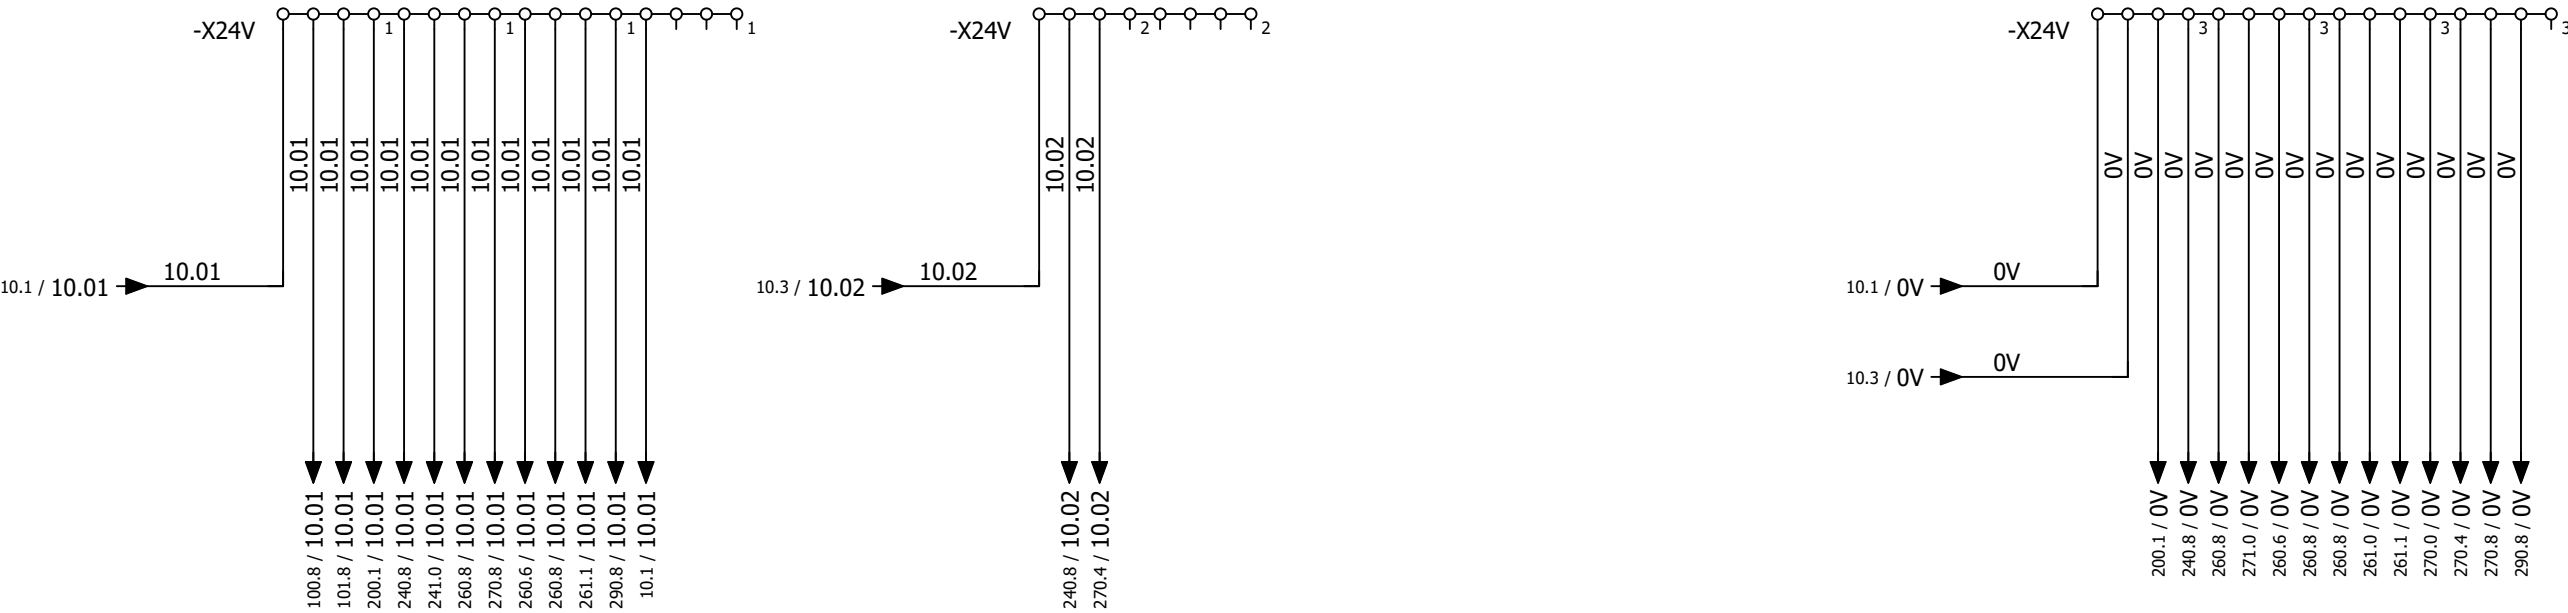 -X24V
1
1
1
1
-X24V
2
2
-X24V
3
3
3
3
10.01
10.01
10.01
10.01
10.01
10.01
10.01
10.01
10.01
10.01
10.01
10.01
10.02
10.02
0V
0V
0V
0V
0V
0V
0V
0V
0V
0V
0V
0V
0V
0V
10.1 / 10.01
10.01
10.3 / 10.02
10.02
10.1 / 0V
0V
10.3 / 0V
0V
100.8 / 10.01
101.8 / 10.01
200.1 / 10.01
240.8 / 10.01
241.0 / 10.01
260.8 / 10.01
270.8 / 10.01
260.6 / 10.01
260.8 / 10.01
261.1 / 10.01
290.8 / 10.01
10.1 / 10.01
240.8 / 10.02
270.4 / 10.02
200.1 / 0V
240.8 / 0V
260.8 / 0V
271.0 / 0V
260.6 / 0V
260.8 / 0V
260.8 / 0V
261.0 / 0V
261.1 / 0V
270.0 / 0V
270.4 / 0V
270.8 / 0V
290.8 / 0V